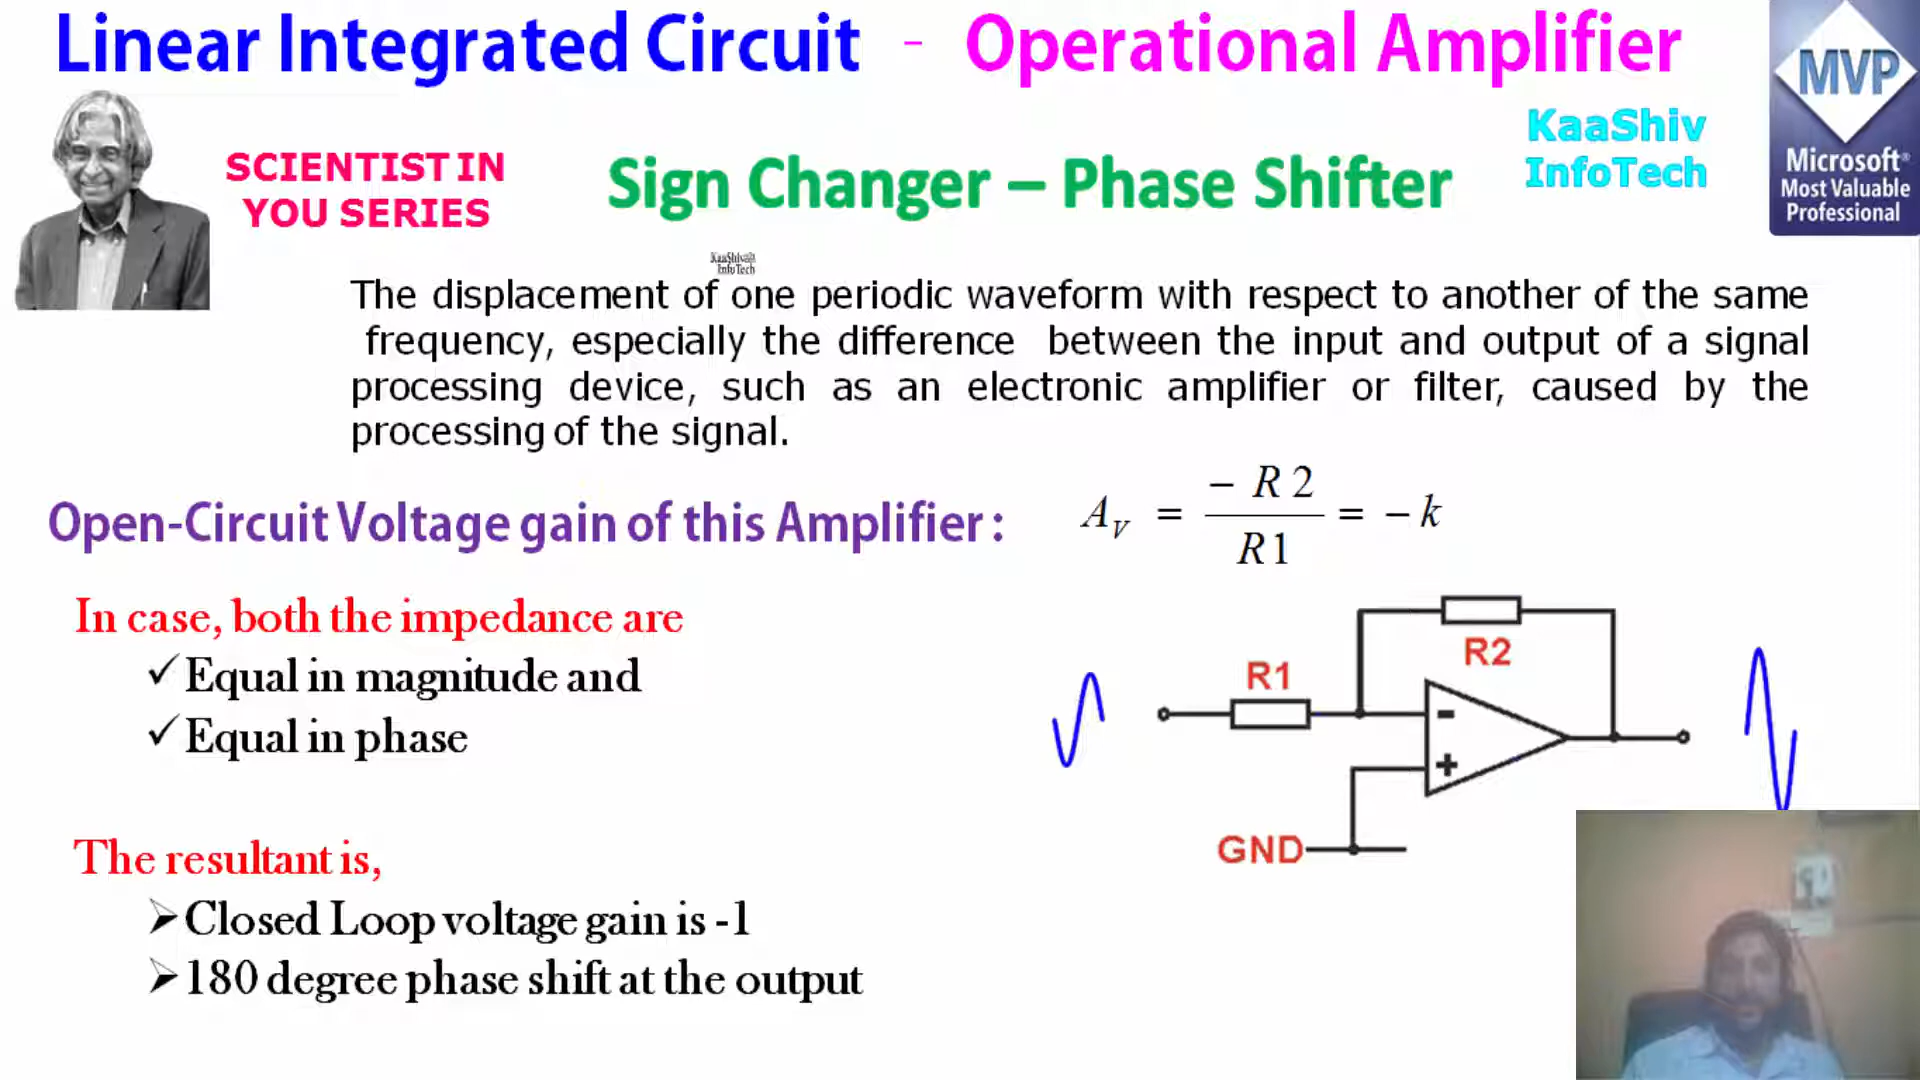 Linear Integrated Circuit - Operational Amplifier
MVP
Microsoft®
Most Valuable
Professional
KaaShiv
InfoTech
SCIENTIST IN
YOU SERIES
Sign Changer – Phase Shifter
KaaShiv
InfoTech
The displacement of one periodic waveform with respect to another of the same
frequency, especially the difference between the input and output of a signal
processing device, such as an electronic amplifier or filter, caused by the
processing of the signal.
Open-Circuit Voltage gain of this Amplifier :
A_V = - R 2 / R 1 = - k
In case, both the impedance are
✓ Equal in magnitude and
✓ Equal in phase
The resultant is,
➢ Closed Loop voltage gain is -1
➢ 180 degree phase shift at the output
R1
R2
-
+
GND